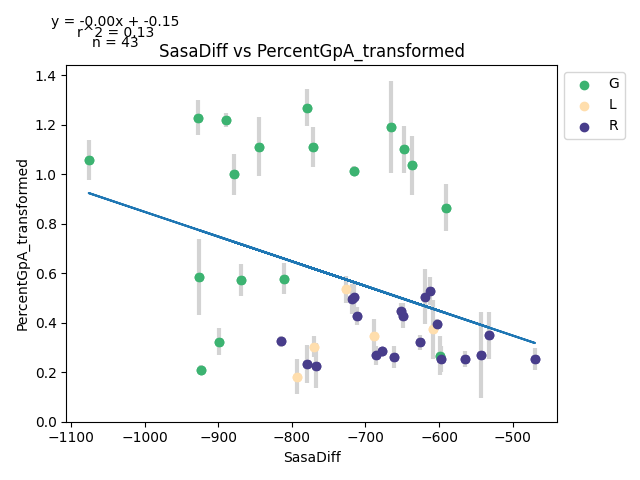 y = -0.00x + -0.15
r^2 = 0.13
n = 43
SasaDiff vs PercentGpA_transformed
G
L
R
PercentGpA_transformed
1.4
1.2
1.0
0.8
0.6
0.4
0.2
0.0
−1100 −1000 −900 −800 −700 −600 −500
SasaDiff